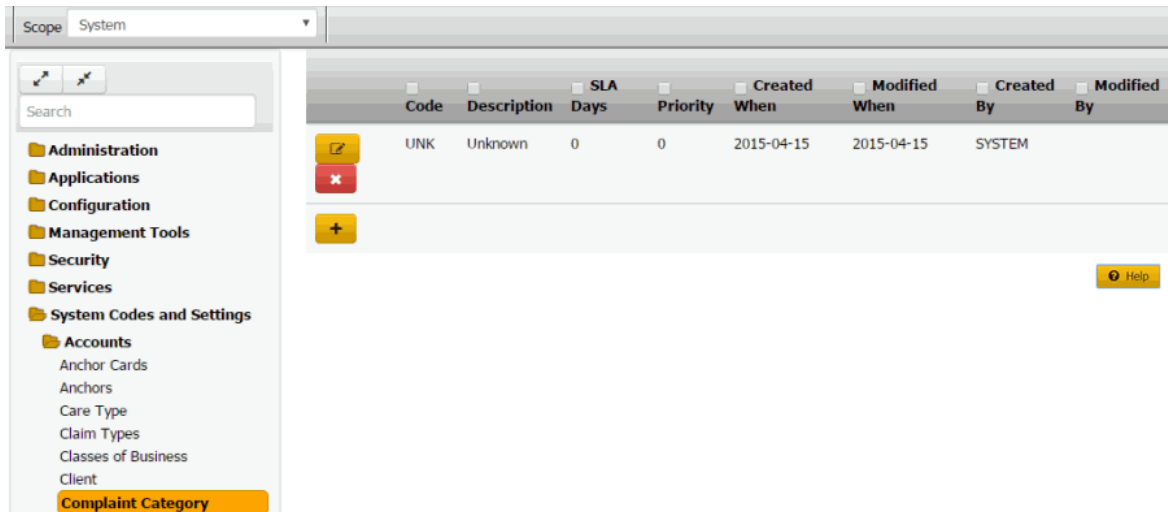 Scope System
Search
Administration
Applications
Configuration
Management Tools
Security
Services
System Codes and Settings
Accounts
Anchor Cards
Anchors
Care Type
Claim Types
Classes of Business
Client
Complaint Category
SLA Created Modified Created Modified
Code Description Days Priority When When By By
UNK Unknown 0 0 2015-04-15 2015-04-15 SYSTEM
Help